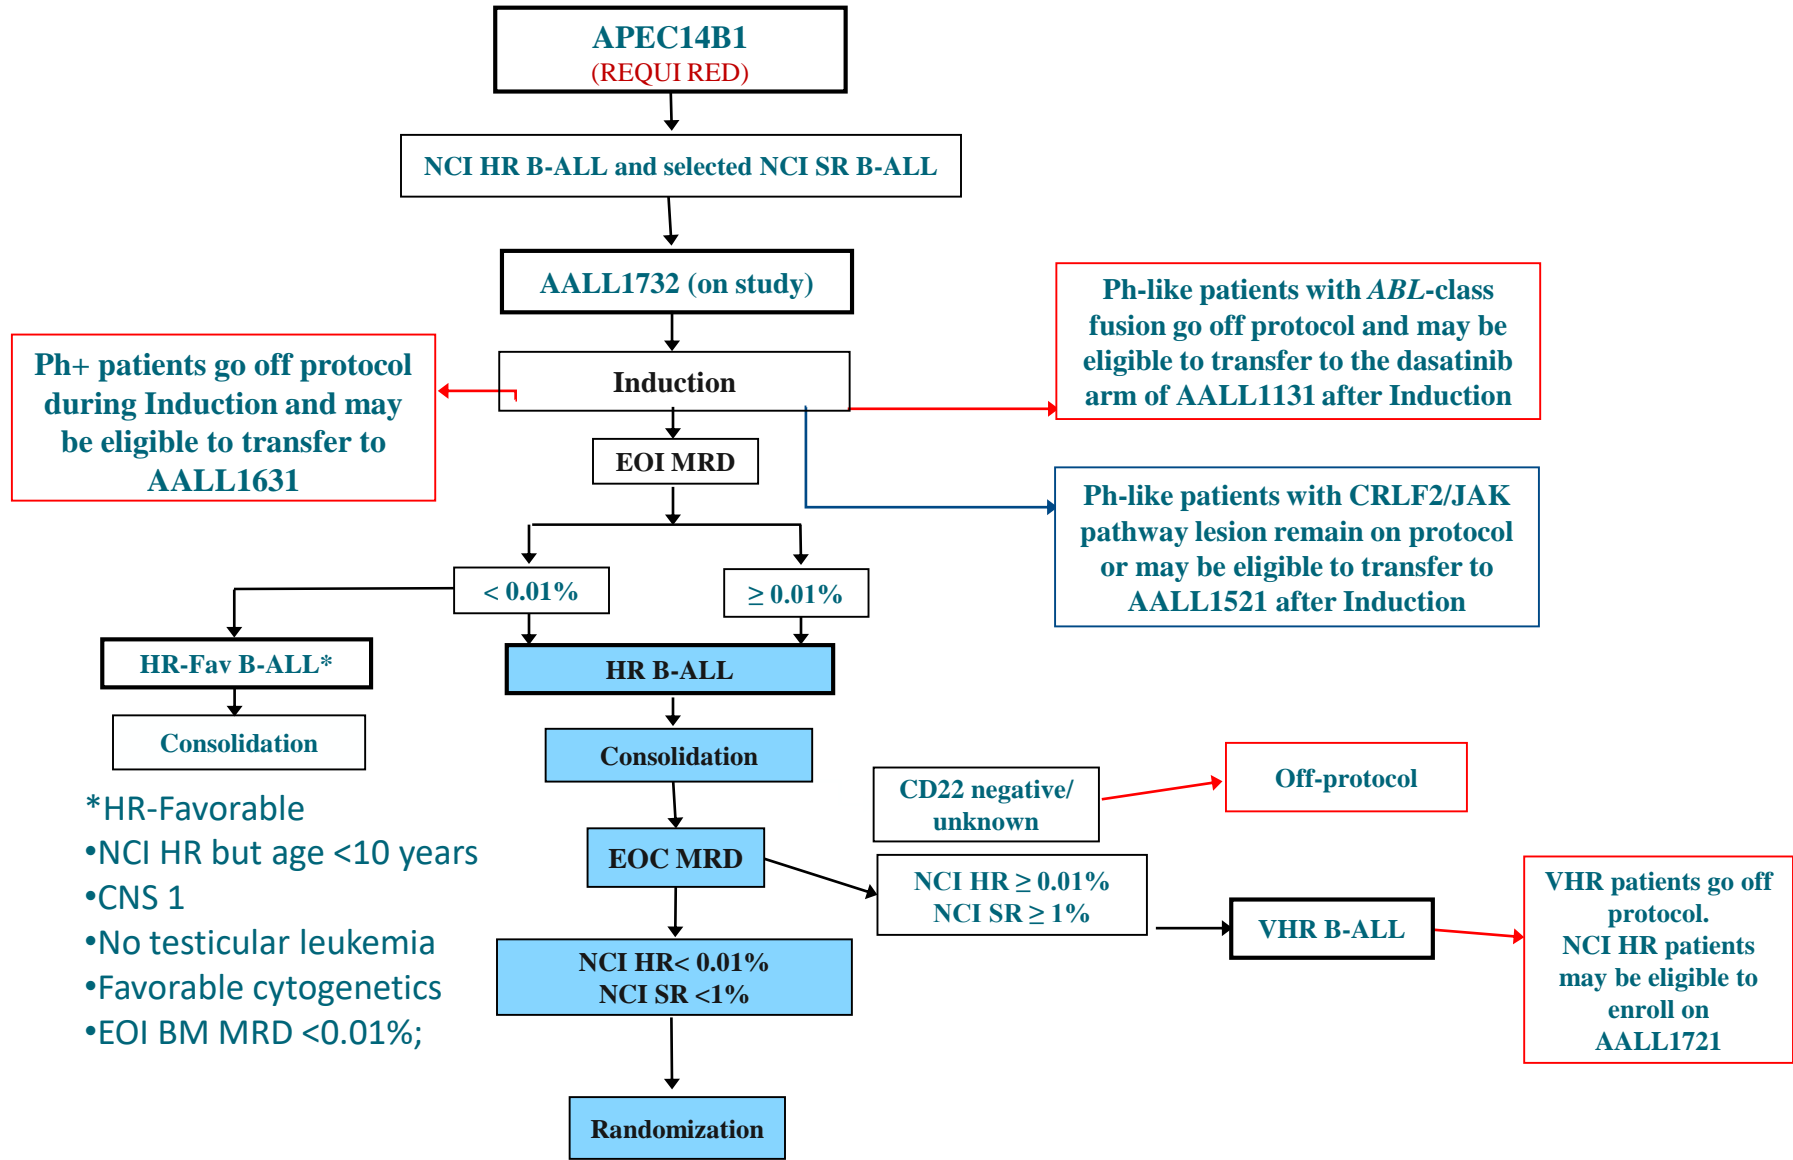 APEC14B1
(REQUI RED)
NCI HR B-ALL and selected NCI SR B-ALL
AALL1732 (on study)
Ph-like patients with ABL-class
fusion go off protocol and may be
eligible to transfer to the dasatinib
arm of AALL1131 after Induction
Ph+ patients go off protocol
during Induction and may
be eligible to transfer to
AALL1631
Induction
EOI MRD
Ph-like patients with CRLF2/JAK
pathway lesion remain on protocol
or may be eligible to transfer to
AALL1521 after Induction
< 0.01%
≥ 0.01%
HR-Fav B-ALL*
HR B-ALL
Consolidation
Consolidation
CD22 negative/
unknown
Off-protocol
*HR-Favorable
•NCI HR but age <10 years
•CNS 1
•No testicular leukemia
•Favorable cytogenetics
•EOI BM MRD <0.01%;
EOC MRD
NCI HR ≥ 0.01%
NCI SR ≥ 1%
VHR B-ALL
VHR patients go off
protocol.
NCI HR patients
may be eligible to
enroll on
AALL1721
NCI HR< 0.01%
NCI SR <1%
Randomization